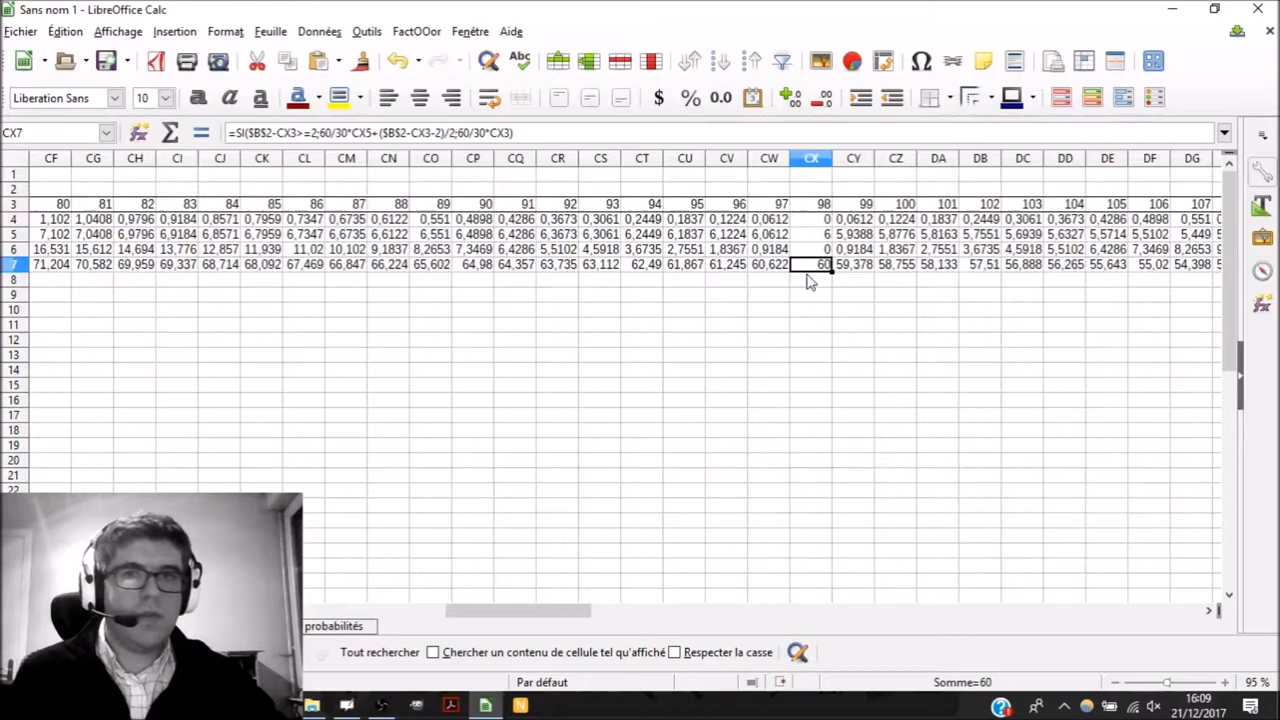 Sans nom 1 - LibreOffice Calc
Fichier Édition Affichage Insertion Format Feuille Données Outils FactOOor Fenêtre Aide
Liberation Sans 10
CX7 =SI($B$2-CX3>=2;60/30*CX5+($B$2-CX3-2)/2;60/30*CX3)
CF CG CH CI CJ CK CL CM CN CO CP CQ CR CS CT CU CV CW CX CY CZ DA DB DC DD DE DF DG
1
2
3 80 81 82 83 84 85 86 87 88 89 90 91 92 93 94 95 96 97 98 99 100 101 102 103 104 105 106 107
4 1,102 1,0408 0,9796 0,9184 0,8571 0,7959 0,7347 0,6735 0,6122 0,551 0,4898 0,4286 0,3673 0,3061 0,2449 0,1837 0,1224 0,0612 0 0,0612 0,1224 0,1837 0,2449 0,3061 0,3673 0,4286 0,4898 0,551
5 7,102 7,0408 6,9796 6,9184 6,8571 6,7959 6,7347 6,6735 6,6122 6,551 6,4898 6,4286 6,3673 6,3061 6,2449 6,1837 6,1224 6,0612 6 5,9388 5,8776 5,8163 5,7551 5,6939 5,6327 5,5714 5,5102 5,449
6 16,531 15,612 14,694 13,776 12,857 11,939 11,02 10,102 9,1837 8,2653 7,3469 6,4286 5,5102 4,5918 3,6735 2,7551 1,8367 0,9184 0 0,9184 1,8367 2,7551 3,6735 4,5918 5,5102 6,4286 7,3469 8,2653
7 71,204 70,582 69,959 69,337 68,714 68,092 67,469 66,847 66,224 65,602 64,98 64,357 63,735 63,112 62,49 61,867 61,245 60,622 60 59,378 58,755 58,133 57,51 56,888 56,265 55,643 55,02 54,398
8
9
10
11
12
13
14
15
16
17
18
19
20
21
22
probabilités
Tout rechercher Chercher un contenu de cellule tel qu'affiché Respecter la casse
Par défaut Somme=60 95 %
16:09
21/12/2017